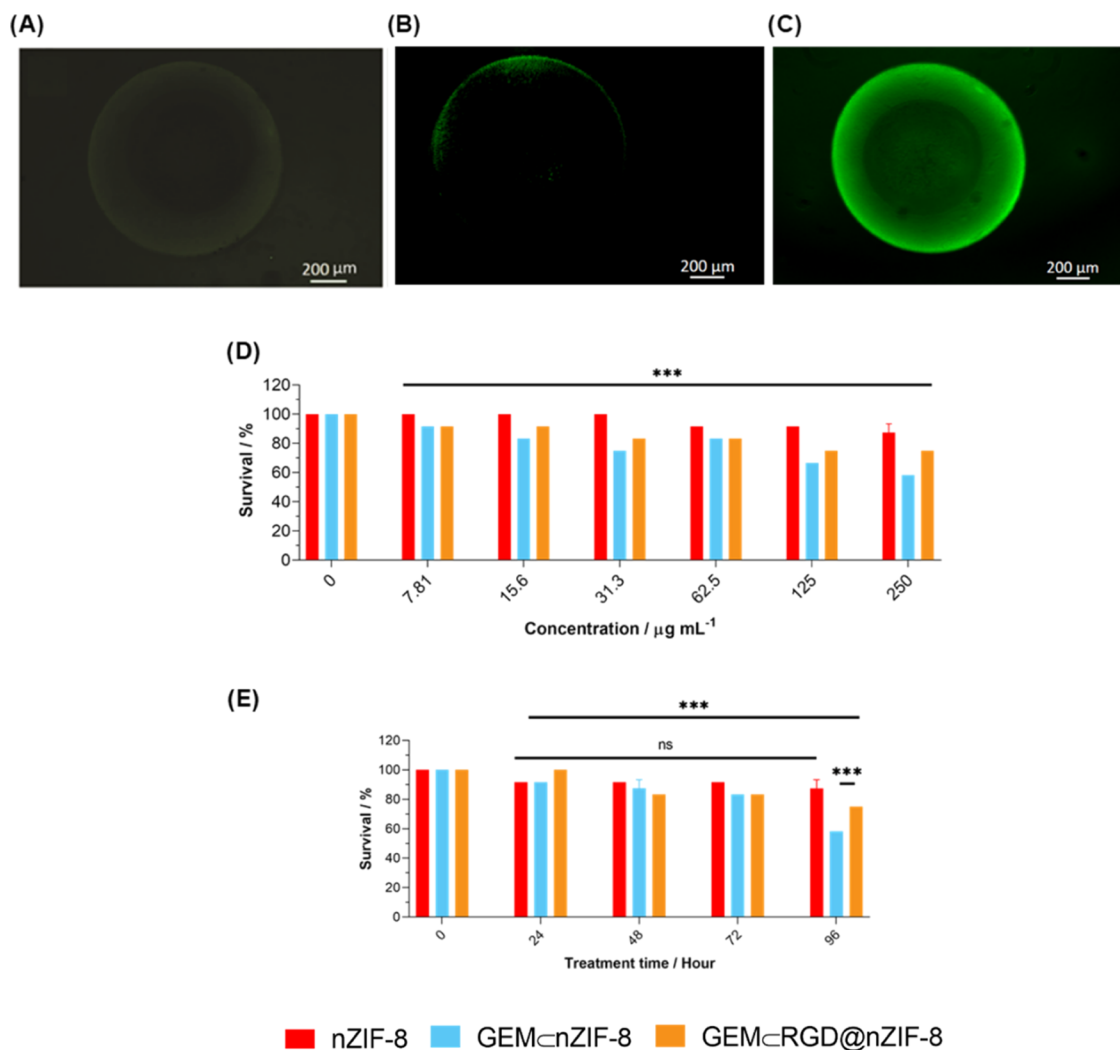 (A)
(B)
(C)
200 µm
200 µm
200 µm
(D)
***
120
100
80
60
40
20
0
Survival / %
0
7.81
15.6
31.3
62.5
125
250
Concentration / µg mL⁻¹
(E)
***
ns
***
120
100
80
60
40
20
0
Survival / %
0
24
48
72
96
Treatment time / Hour
nZIF-8 GEM⊂nZIF-8 GEM⊂RGD@nZIF-8